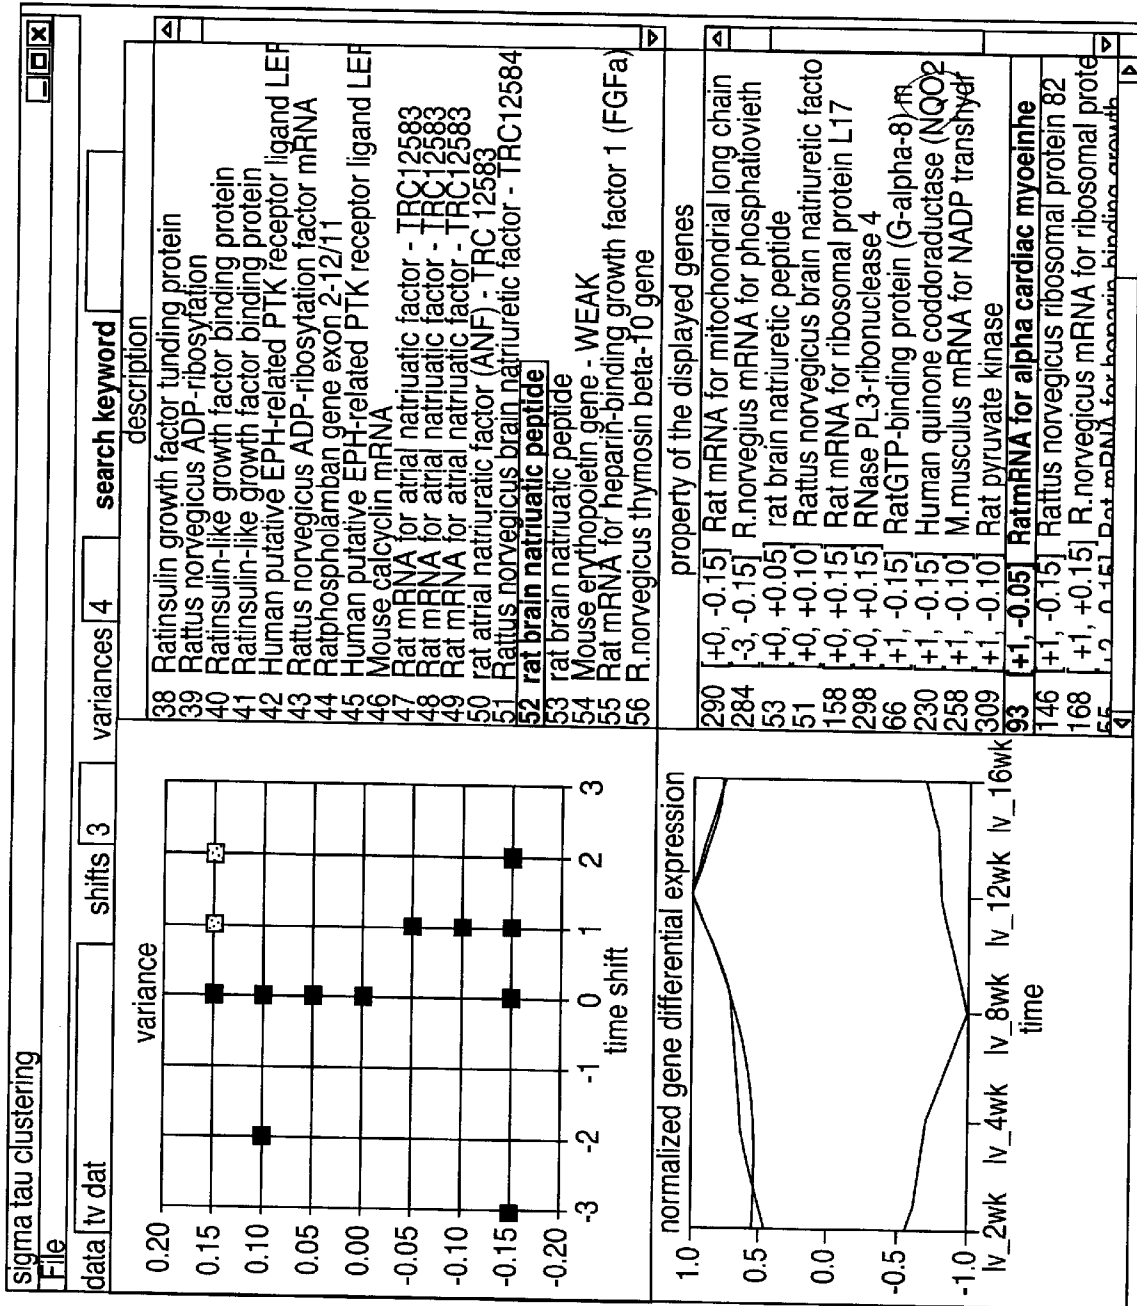 sigma tau clustering
File
data tv dat shifts 3 variances 4 search keyword
variance
0.20
0.15
0.10
0.05
0.00
-0.05
-0.10
-0.15
-0.20
-3 -2 -1 0 1 2 3
time shift
description
38 Ratinsulin growth factor tunding protein
39 Rattus norvegicus ADP-ribosyfation
40 Ratinsulin-like growth factor binding protein
41 Ratinsulin-like growth factor binding protein
42 Human putative EPH-related PTK receptor ligand LEF
43 Rattus norvegicus ADP-ribosytation factor mRNA
44 Ratphospholamban gene exon 2-12/11
45 Human putative EPH-related PTK receptor ligand LEF
46 Mouse calcyclin mRNA
47 Rat mRNA for atrial natriuatic factor - TRC12583
48 Rat mRNA for atrial natriuatic factor - TRC12583
49 Rat mRNA for atrial natriuatic factor - TRC12583
50 rat atrial natriuratic factor (ANF) - TRC 12583
51 Rattus norvegicus brain natriuretic factor - TRC12584
52 rat brain natriuatic peptide
53 rat brain natriuatic peptide
54 Mouse erythopoietin gene - WEAK
55 Rat mRNA for heparin-binding growth factor 1 (FGFa)
56 R.norvegicus thymosin beta-10 gene
normalized gene differential expression
1.0
0.5
0.0
-1.0
lv_2wk lv_4wk lv_8wk lv_12wk lv_16wk
time
property of the displayed genes
290 [+0, -0.15] Rat mRNA for mitochondrial long chain
284 -3, -0.15] R.norvegius mRNA for phosphatiovieth
53 [+0, +0.05] rat brain natriuretic peptide
51 [+0, +0.10] Rattus norvegicus brain natriuretic facto
158 [+0, +0.15] Rat mRNA for ribosomal protein L17
298 [+0, +0.15] RNase PL3-ribonuclease 4
66 [+1, -0.15] RatGTP-binding protein (G-alpha-8) m
230 [+1, -0.15] Human quinone coddoraductase (NQO2
258 [+1, -0.10] M.musculus mRNA for NADP transhydr
309 [+1, -0.10] Rat pyruvate kinase
93 [+1, -0.05] RatmRNA for alpha cardiac myoeinhe
146 [+1, -0.15] Rattus norvegicus ribosomal protein 82
168 [+1, +0.15] R.norvegicus mRNA for ribosomal prote
55 +2, 0.15] Rat mRNA for heparin binding growth